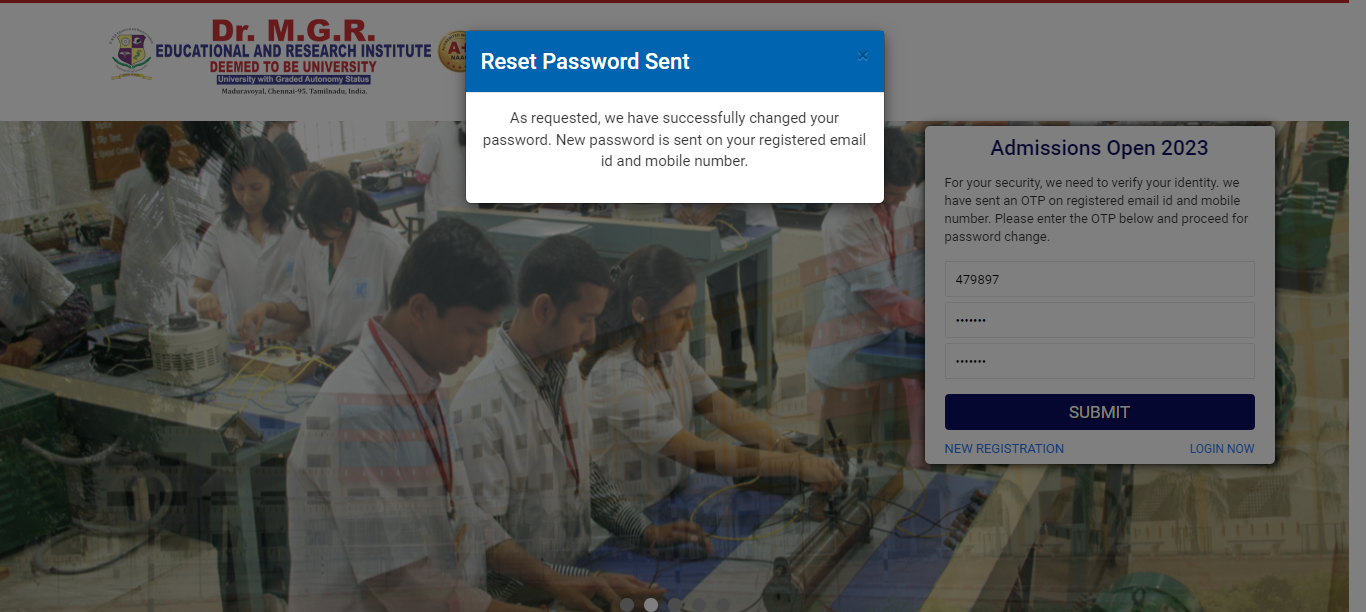 Dr. M.G.R.
EDUCATIONAL AND RESEARCH INSTITUTE
DEEMED TO BE UNIVERSITY
University with Graded Autonomy Status
Maduravoyal, Chennai-95. Tamilnadu, India.
A+
NAAC
Reset Password Sent
×
As requested, we have successfully changed your
password. New password is sent on your registered email
id and mobile number.
Admissions Open 2023
For your security, we need to verify your identity. we
have sent an OTP on registered email id and mobile
number. Please enter the OTP below and proceed for
password change.
479897
•••••••
•••••••
SUBMIT
NEW REGISTRATION
LOGIN NOW